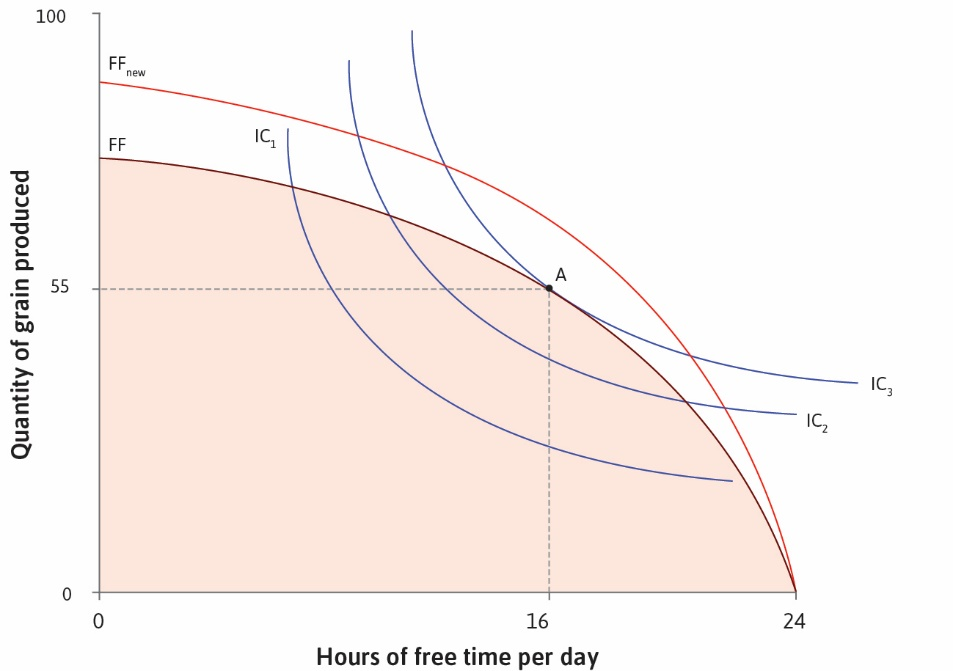 100
FFnew
FF
IC1
A
55
IC3
IC2
0
0 16 24
Quantity of grain produced
Hours of free time per day